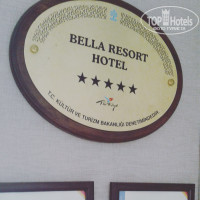 TOP Hotels
BELLA RESORT
HOTEL
★★★★★
T.C. KÜLTÜR VE TURİZM BAKANLIĞI DENETİMİNDEDİR